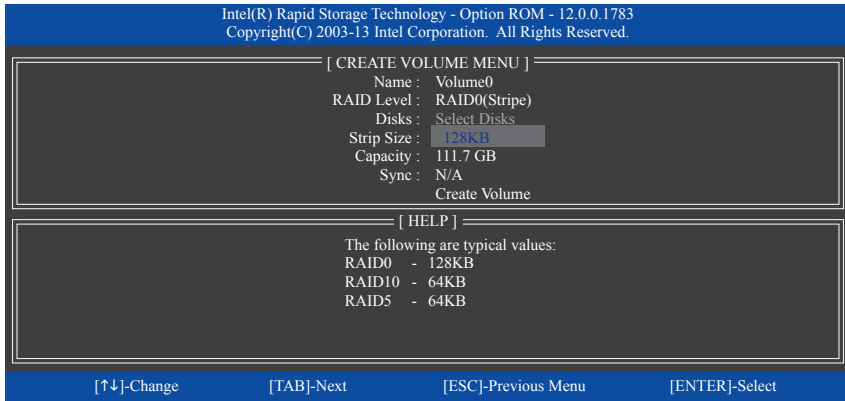 Intel(R) Rapid Storage Technology - Option ROM - 12.0.0.1783
Copyright(C) 2003-13 Intel Corporation.  All Rights Reserved.
[ CREATE VOLUME MENU ]
Name :  Volume0
RAID Level :  RAID0(Stripe)
Disks :  Select Disks
Strip Size :  128KB
Capacity :  111.7 GB
Sync :  N/A
Create Volume
[ HELP ]
The following are typical values:
RAID0   -  128KB
RAID10  -  64KB
RAID5   -  64KB
[↑↓]-Change   [TAB]-Next   [ESC]-Previous Menu   [ENTER]-Select